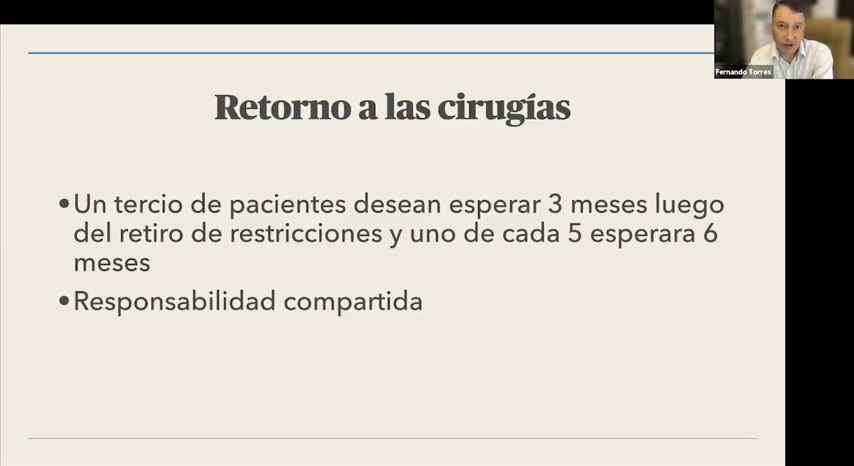 Fernando Torres
Retorno a las cirugías
•Un tercio de pacientes desean esperar 3 meses luego
del retiro de restricciones y uno de cada 5 esperara 6
meses
•Responsabilidad compartida